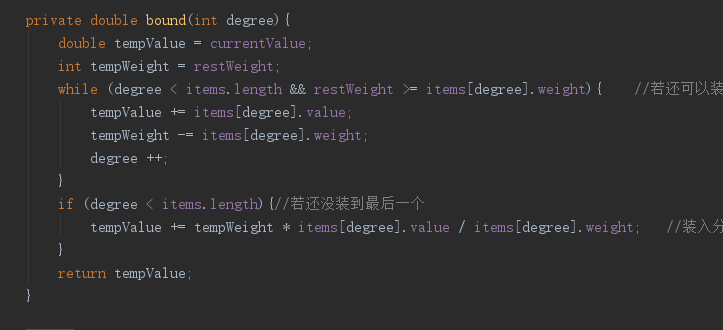 private double bound(int degree){
double tempValue = currentValue;
int tempWeight = restWeight;
while (degree < items.length && restWeight >= items[degree].weight){    //若还可以装
tempValue += items[degree].value;
tempWeight -= items[degree].weight;
degree ++;
}
if (degree < items.length){//若还没装到最后一个
tempValue += tempWeight * items[degree].value / items[degree].weight;   //装入分
}
return tempValue;
}